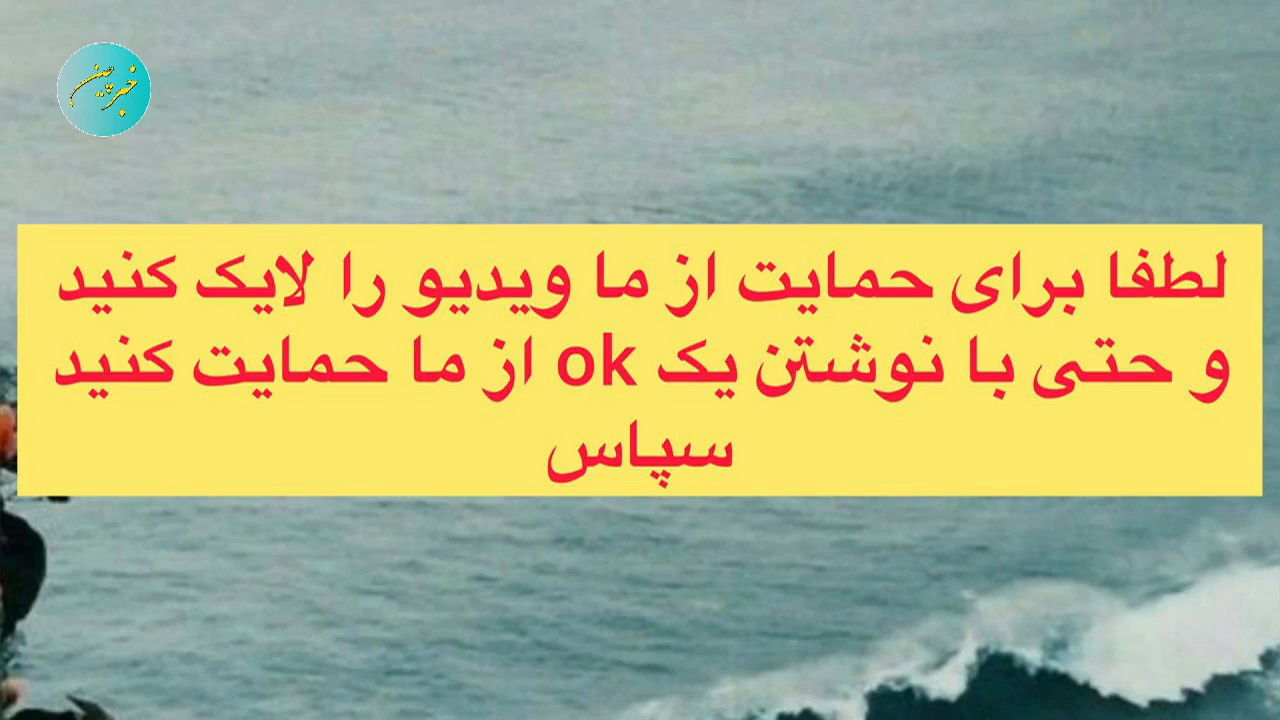 خبرچین
لطفا برای حمایت از ما ویدیو را لایک کنید
و حتی با نوشتن یک ok از ما حمایت کنید
سپاس